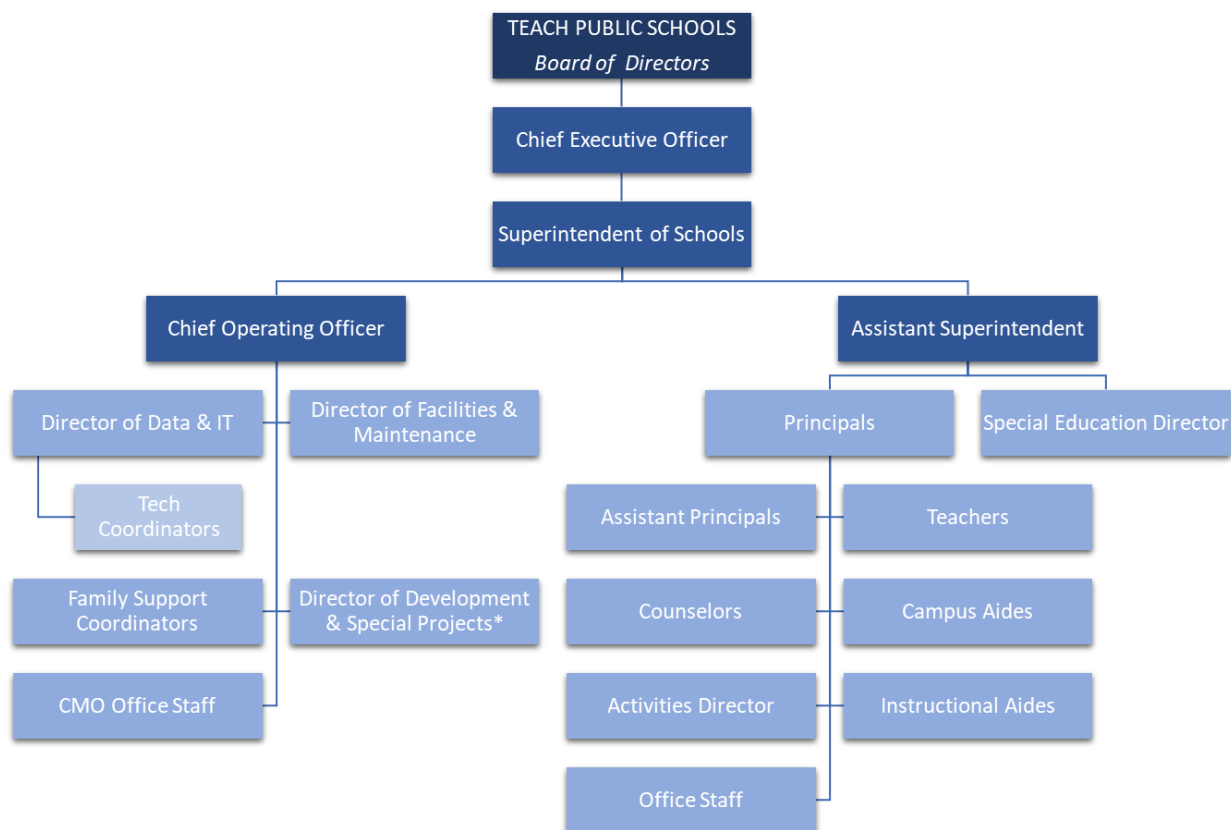 TEACH PUBLIC SCHOOLS
Board of Directors
Chief Executive Officer
Superintendent of Schools
Chief Operating Officer
Assistant Superintendent
Director of Data & IT
Director of Facilities &
Maintenance
Principals
Special Education Director
Tech
Coordinators
Assistant Principals
Teachers
Family Support
Coordinators
Director of Development
& Special Projects*
Counselors
Campus Aides
CMO Office Staff
Activities Director
Instructional Aides
Office Staff